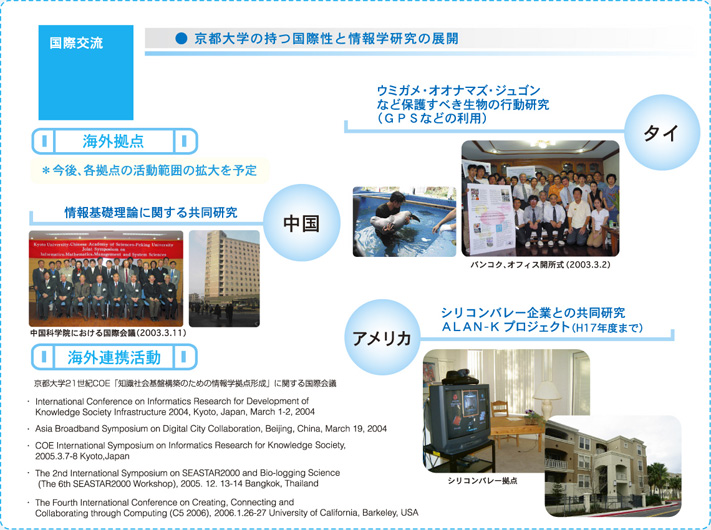 国際交流
● 京都大学の持つ国際性と情報学研究の展開
海外拠点
＊今後、各拠点の活動範囲の拡大を予定
ウミガメ・オオナマズ・ジュゴン
など保護すべき生物の行動研究
（GPSなどの利用）
タイ
バンコク、オフィス開所式（2003.3.2）
情報基礎理論に関する共同研究
中国
Kyoto University-Chinese Academy of Sciences-Peking University
Joint Symposium on
Informatics,Mathematics,Management and System Sciences
中国科学院における国際会議（2003.3.11）
アメリカ
シリコンバレー企業との共同研究
ALAN-K プロジェクト（H17年度まで）
シリコンバレー拠点
海外連携活動
京都大学21世紀COE「知識社会基盤構築のための情報学拠点形成」に関する国際会議
・ International Conference on Informatics Research for Development of
Knowledge Society Infrastructure 2004, Kyoto, Japan, March 1-2, 2004
・ Asia Broadband Symposium on Digital City Collaboration, Beijing, China, March 19, 2004
・ COE International Symposium on Informatics Research for Knowledge Society,
2005.3.7-8 Kyoto,Japan
・ The 2nd International Symposium on SEASTAR2000 and Bio-logging Science
(The 6th SEASTAR2000 Workshop), 2005. 12. 13-14 Bangkok, Thailand
・ The Fourth International Conference on Creating, Connecting and
Collaborating through Computing (C5 2006), 2006.1.26-27 University of California, Barkeley, USA